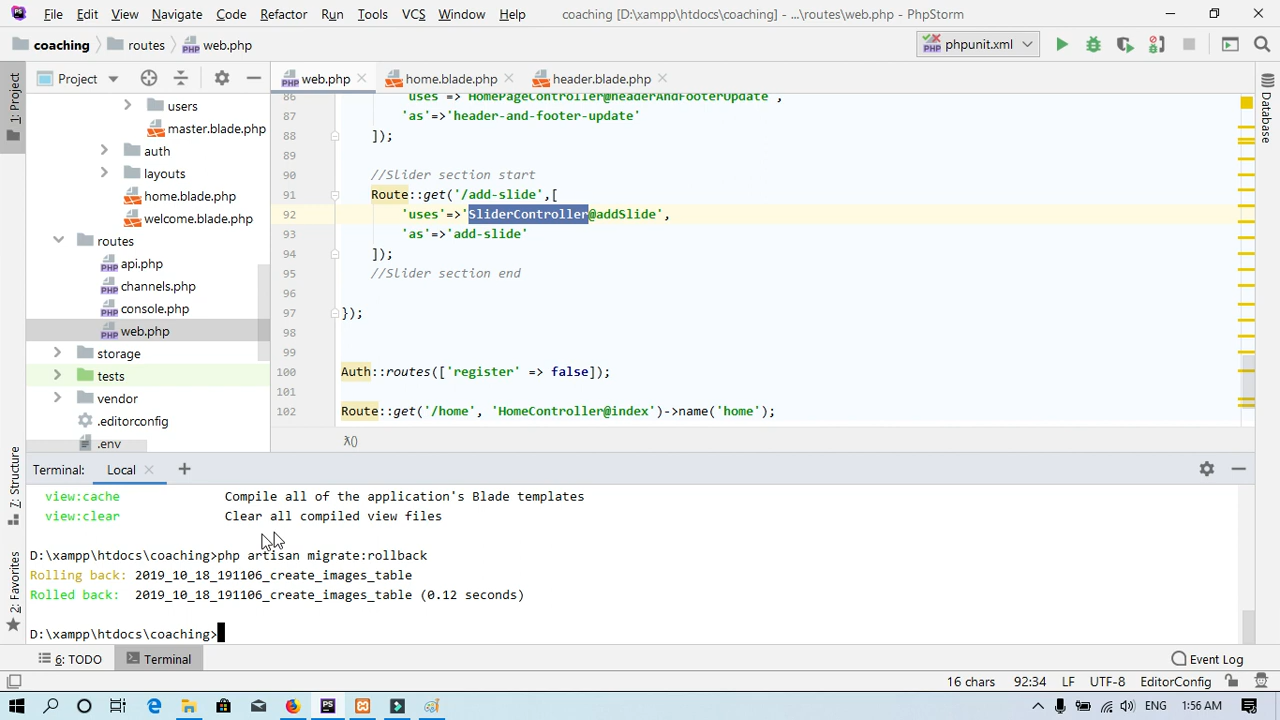 File Edit View Navigate Code Refactor Run Tools VCS Window Help coaching [D:\xampp\htdocs\coaching] - ...\routes\web.php - PhpStorm
coaching routes web.php phpunit.xml
1: Project Project web.php home.blade.php header.blade.php Database
users
master.blade.php
auth
layouts
home.blade.php
welcome.blade.php
routes
api.php
channels.php
console.php
web.php
storage
tests
vendor
.editorconfig
.env
86 'uses'=>'HomePageController@headerAndFooterUpdate',
87 'as'=>'header-and-footer-update'
88 ]);
89
90 //Slider section start
91 Route::get('/add-slide',[
92 'uses'=>'SliderController@addSlide',
93 'as'=>'add-slide'
94 ]);
95 //Slider section end
96
97 });
98
99
100 Auth::routes(['register' => false]);
101
102 Route::get('/home', 'HomeController@index')->name('home');
λ()
7: Structure
2: Favorites
Terminal: Local
view:cache Compile all of the application's Blade templates
view:clear Clear all compiled view files
D:\xampp\htdocs\coaching>php artisan migrate:rollback
Rolling back: 2019_10_18_191106_create_images_table
Rolled back: 2019_10_18_191106_create_images_table (0.12 seconds)
D:\xampp\htdocs\coaching>
6: TODO Terminal Event Log
16 chars 92:34 LF UTF-8 EditorConfig
ENG 1:56 AM